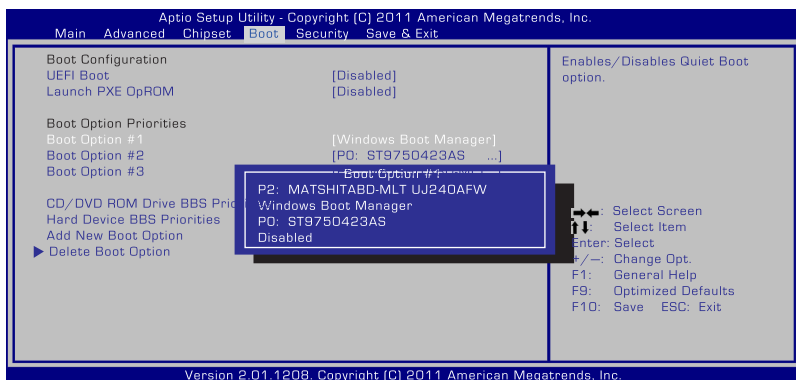 Aptio Setup Utility - Copyright (C) 2011 American Megatrends, Inc.
Main Advanced Chipset Boot Security Save & Exit
Boot Configuration
UEFI Boot [Disabled]
Launch PXE OpROM [Disabled]
Boot Option Priorities
Boot Option #1 [Windows Boot Manager]
Boot Option #2 [P0: ST9750423AS ...]
Boot Option #3
CD/DVD ROM Drive BBS
Hard Device BBS Priorities
Add New Boot Option
Delete Boot Option
Boot Option #1
P2: MATSHITABD-MLT UJ240AFW
Windows Boot Manager
P0: ST9750423AS
Disabled
Enables/Disables Quiet Boot
option.
→←: Select Screen
↑↓: Select Item
Enter: Select
+/—: Change Opt.
F1: General Help
F9: Optimized Defaults
F10: Save ESC: Exit
Version 2.01.1208. Copyright (C) 2011 American Megatrends, Inc.